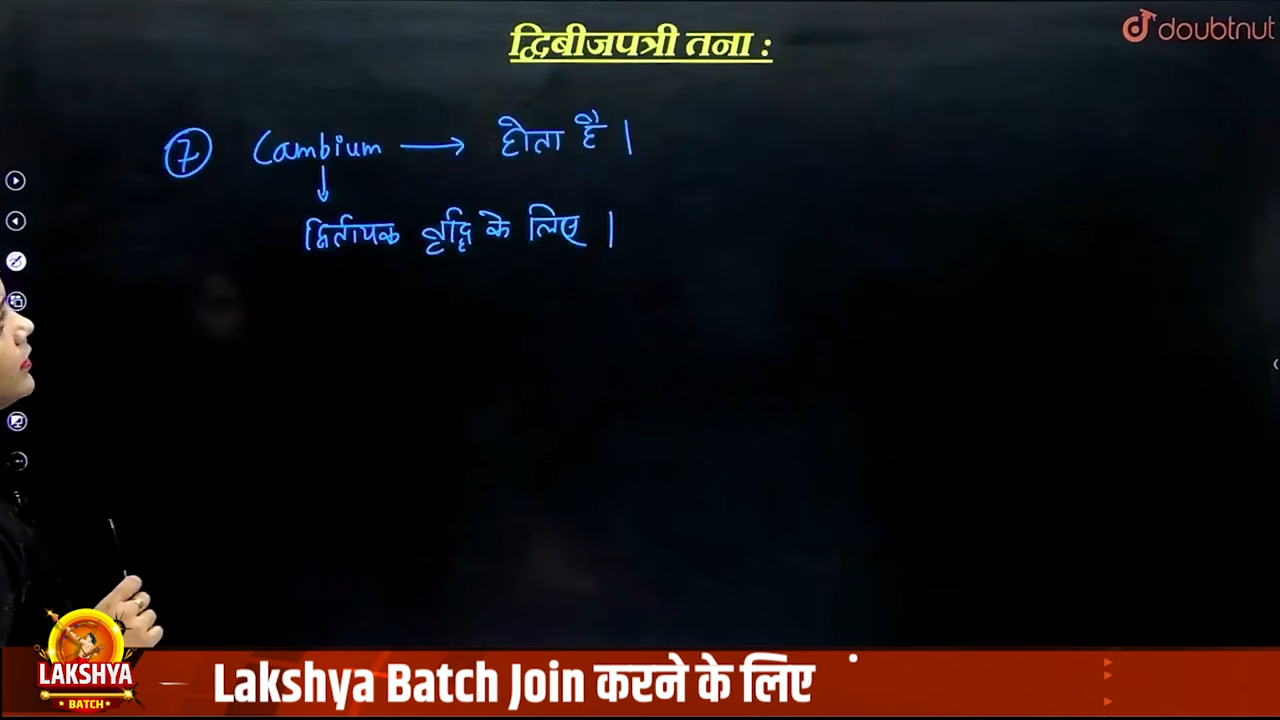 द्विबीजपत्री तना :
doubtnut
7 Cambium → होता है |
↓
द्वितीयक वृद्धि के लिए |
LAKSHYA
BATCH
Lakshya Batch Join करने के लिए